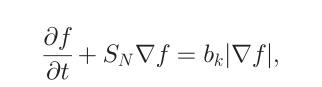 ∂f/∂t + S_N ∇f = b_k|∇f|,